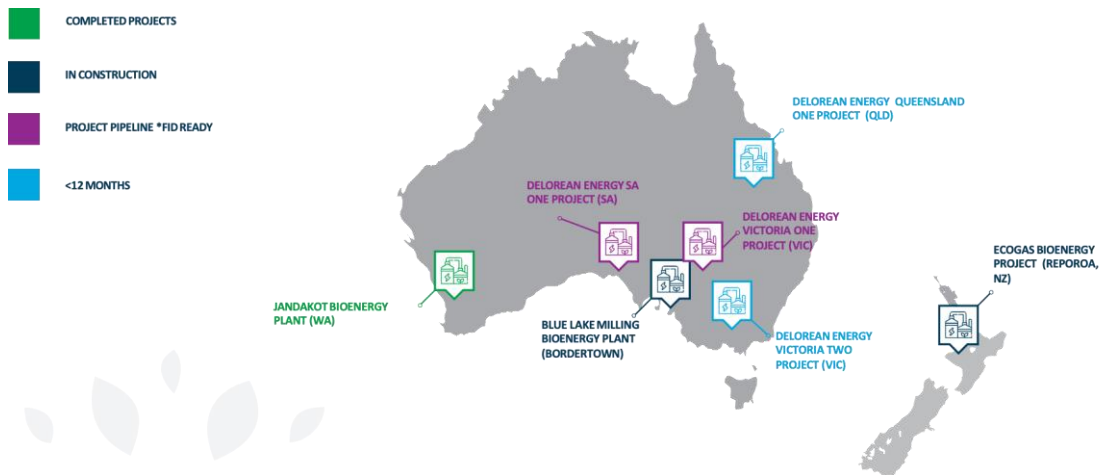 COMPLETED PROJECTS
IN CONSTRUCTION
PROJECT PIPELINE *FID READY
<12 MONTHS
DELOREAN ENERGY QUEENSLAND
ONE PROJECT (QLD)
DELOREAN ENERGY SA
ONE PROJECT (SA)
DELOREAN ENERGY
VICTORIA ONE
PROJECT (VIC)
ECOGAS BIOENERGY
PROJECT (REPOROA,
NZ)
JANDAKOT BIOENERGY
PLANT (WA)
BLUE LAKE MILLING
BIOENERGY PLANT
(BORDERTOWN)
DELOREAN ENERGY
VICTORIA TWO
PROJECT (VIC)